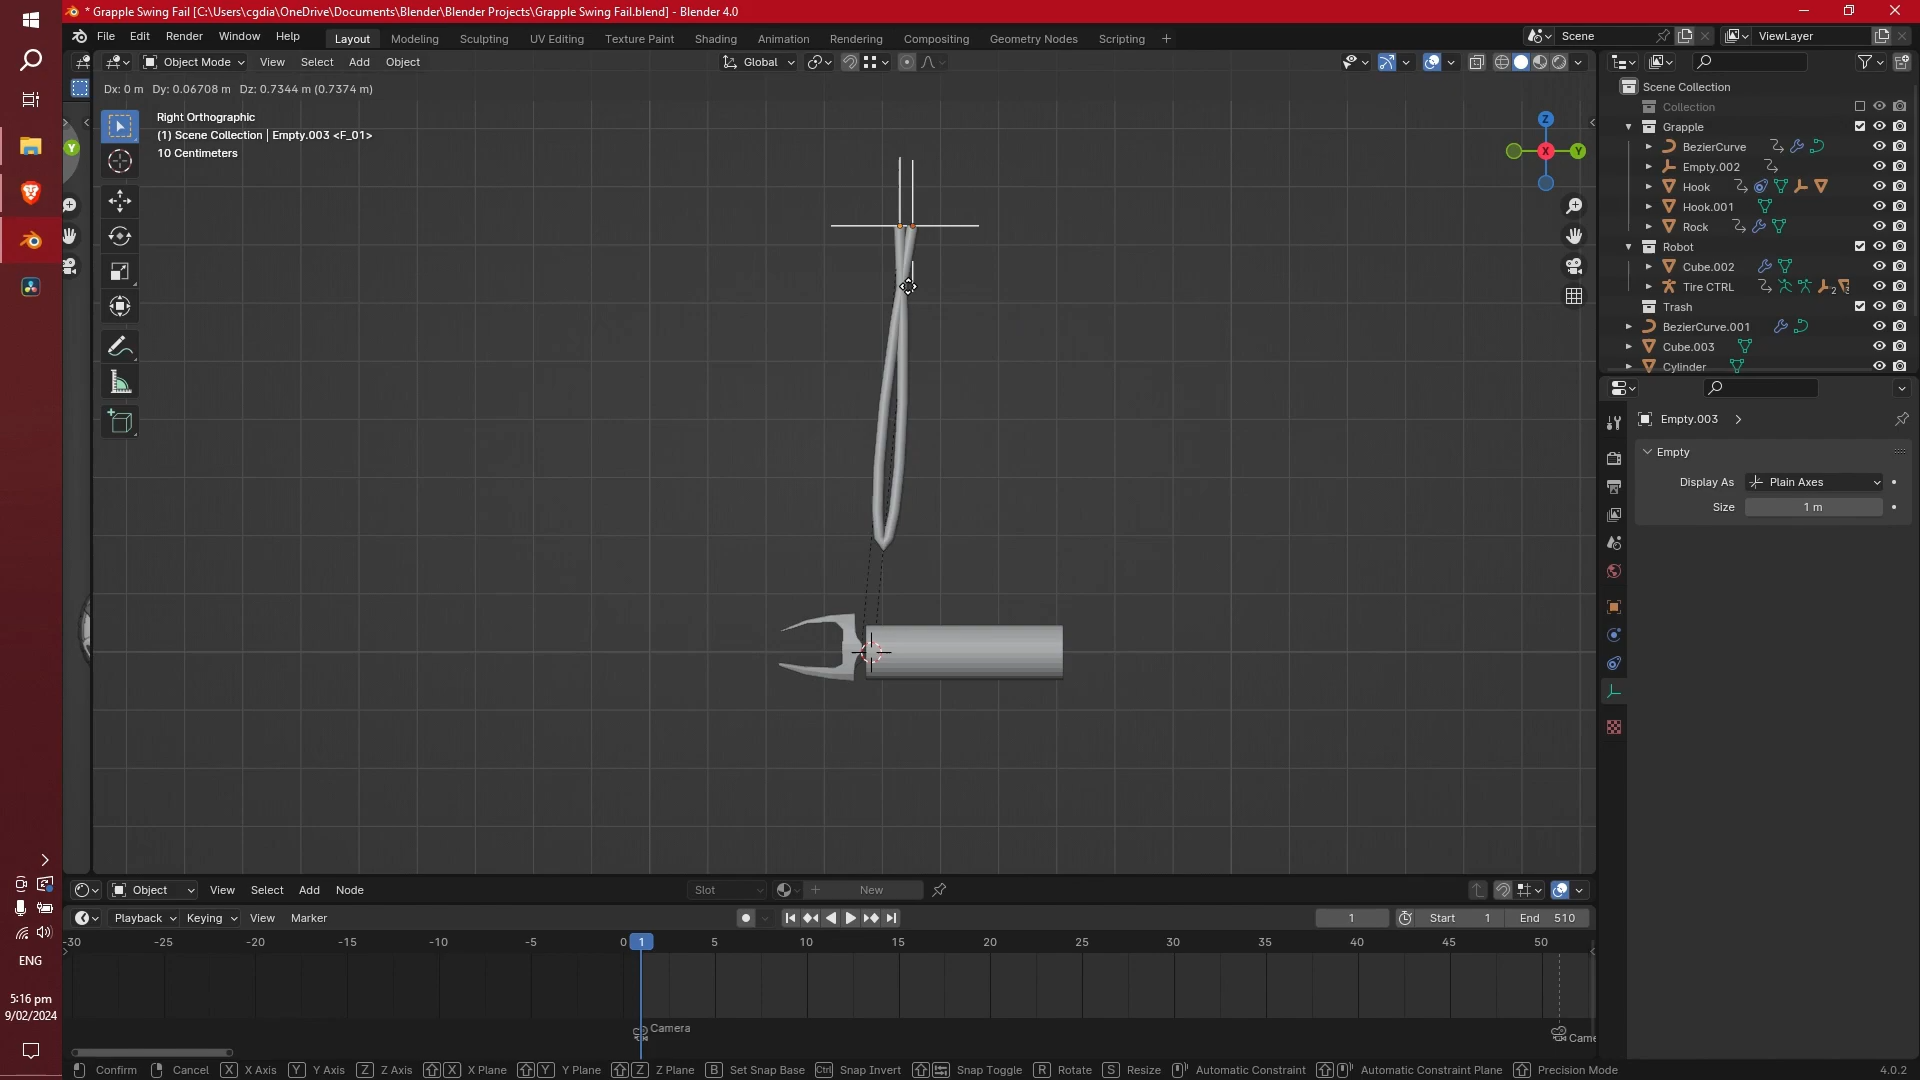 * Grapple Swing Fail [C:\Users\cgdia\OneDrive\Documents\Blender\Blender Projects\Grapple Swing Fail.blend] - Blender 4.0
File Edit Render Window Help Layout Modeling Sculpting UV Editing Texture Paint Shading Animation Rendering Compositing Geometry Nodes Scripting + Scene ViewLayer
Object Mode View Select Add Object Global
Dx: 0 m Dy: 0.06708 m Dz: 0.7344 m (0.7374 m)
Right Orthographic
(1) Scene Collection | Empty.003 <F_01>
10 Centimeters
Z
X
Y
Y
Scene Collection
Collection
Grapple
BezierCurve
Empty.002
Hook
Hook.001
Rock
Robot
Cube.002
Tire CTRL 2
Trash
BezierCurve.001
Cube.003
Cylinder
Empty.003
Empty
Display As Plain Axes
Size 1 m
Object View Select Add Node Slot New
Playback Keying View Marker 1 Start 1 End 510
-30 -25 -20 -15 -10 -5 0 1 5 10 15 20 25 30 35 40 45 50
Camera
Came
Confirm Cancel X X Axis Y Y Axis Z Z Axis X X Plane Y Y Plane Z Z Plane B Set Snap Base Ctrl Snap Invert Snap Toggle R Rotate S Resize Automatic Constraint Automatic Constraint Plane Precision Mode 4.0.2
ENG
5:16 pm
9/02/2024